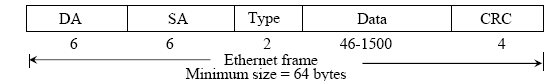 DA SA Type Data CRC
6 6 2 46-1500 4
Ethernet frame
Minimum size = 64 bytes